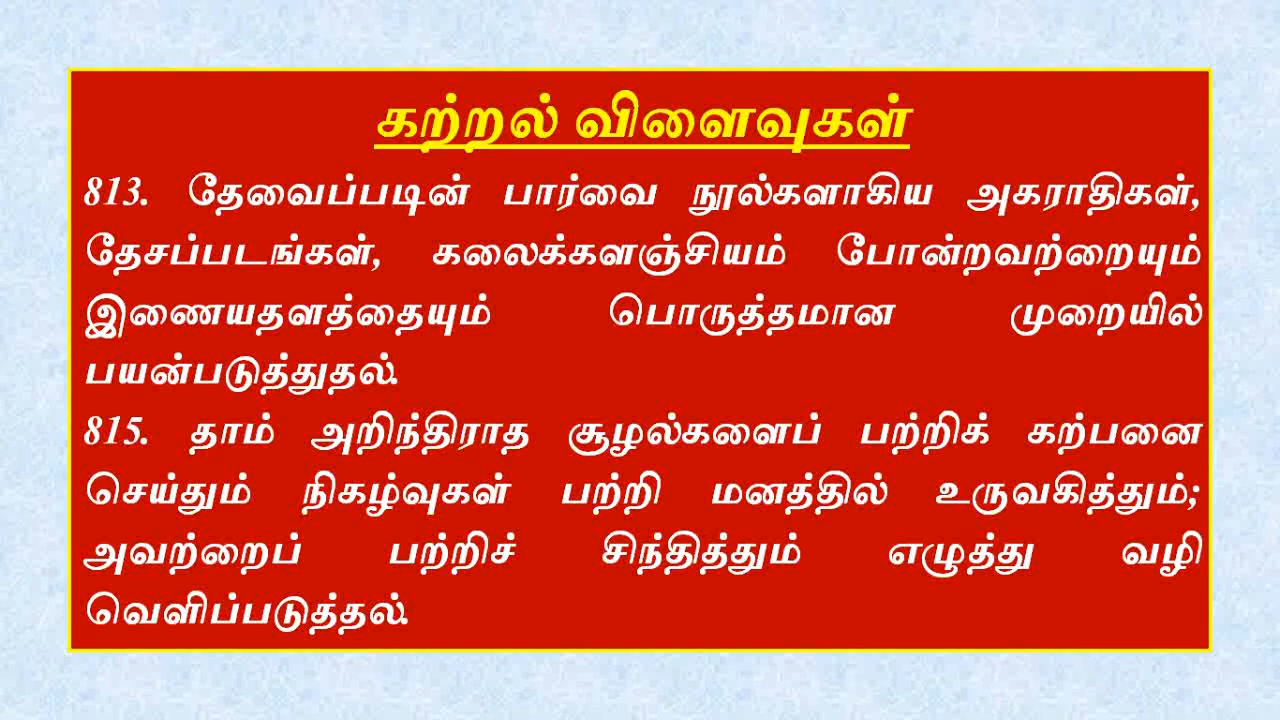 கற்றல் விளைவுகள்
813. தேவைப்படின் பார்வை நூல்களாகிய அகராதிகள்,
தேசப்படங்கள், கலைக்களஞ்சியம் போன்றவற்றையும்
இணையதளத்தையும் பொருத்தமான முறையில்
பயன்படுத்துதல்.
815. தாம் அறிந்திராத சூழல்களைப் பற்றிக் கற்பனை
செய்தும் நிகழ்வுகள் பற்றி மனத்தில் உருவகித்தும்;
அவற்றைப் பற்றிச் சிந்தித்தும் எழுத்து வழி
வெளிப்படுத்தல்.